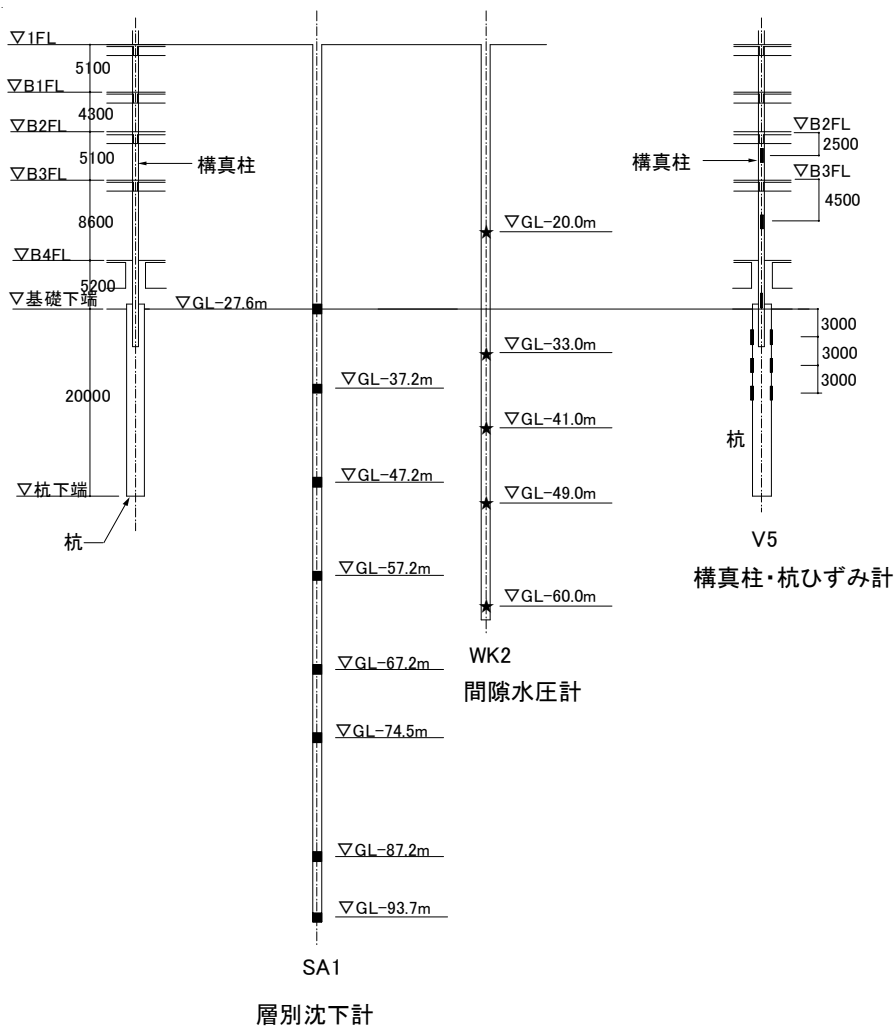 ▽1FL
5100
▽B1FL
4300
▽B2FL
5100
構真柱
▽B3FL
8600
▽B4FL
5200
▽基礎下端
20000
▽杭下端
杭
▽GL-27.6m
▽GL-37.2m
▽GL-47.2m
▽GL-57.2m
▽GL-67.2m
▽GL-74.5m
▽GL-87.2m
▽GL-93.7m
SA1
層別沈下計
▽GL-20.0m
▽GL-33.0m
▽GL-41.0m
▽GL-49.0m
▽GL-60.0m
WK2
間隙水圧計
▽B2FL
2500
構真柱
▽B3FL
4500
3000
3000
3000
杭
V5
構真柱・杭ひずみ計